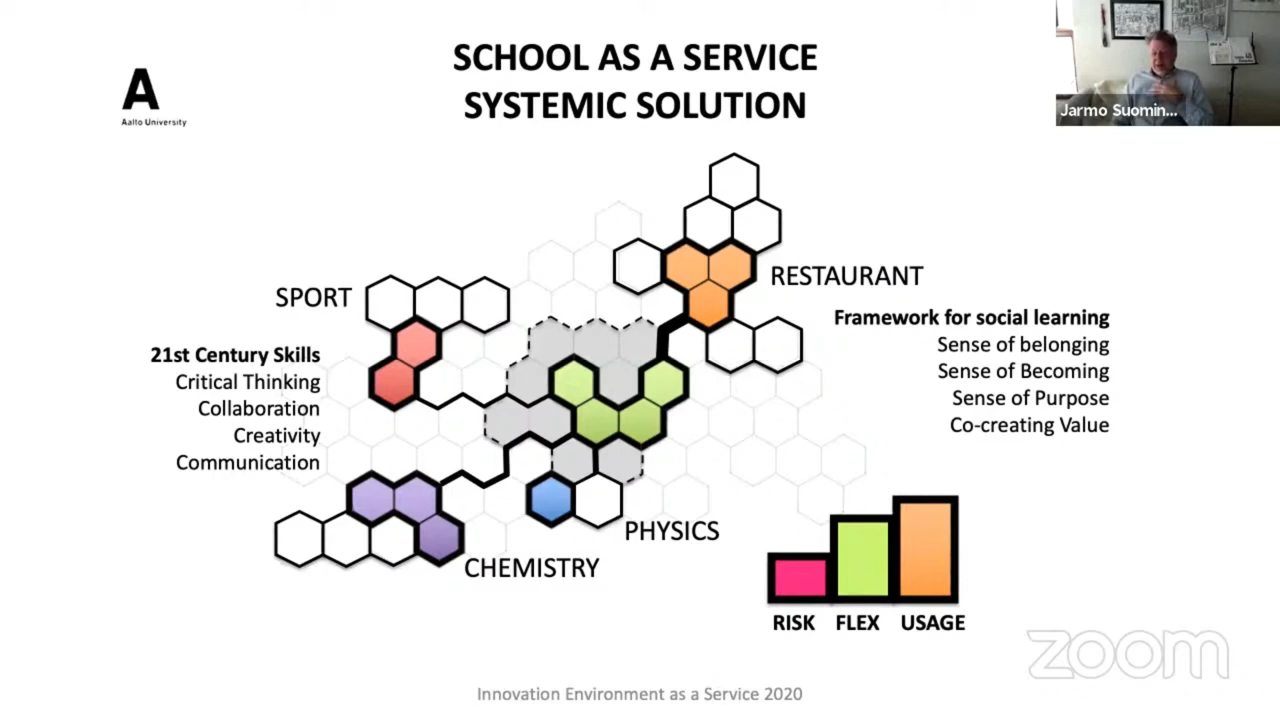 SCHOOL AS A SERVICE
SYSTEMIC SOLUTION
A
Aalto University
Jarmo Suomin...
SPORT
RESTAURANT
21st Century Skills
Critical Thinking
Collaboration
Creativity
Communication
Framework for social learning
Sense of belonging
Sense of Becoming
Sense of Purpose
Co-creating Value
PHYSICS
CHEMISTRY
RISK FLEX USAGE
zoom
Innovation Environment as a Service 2020